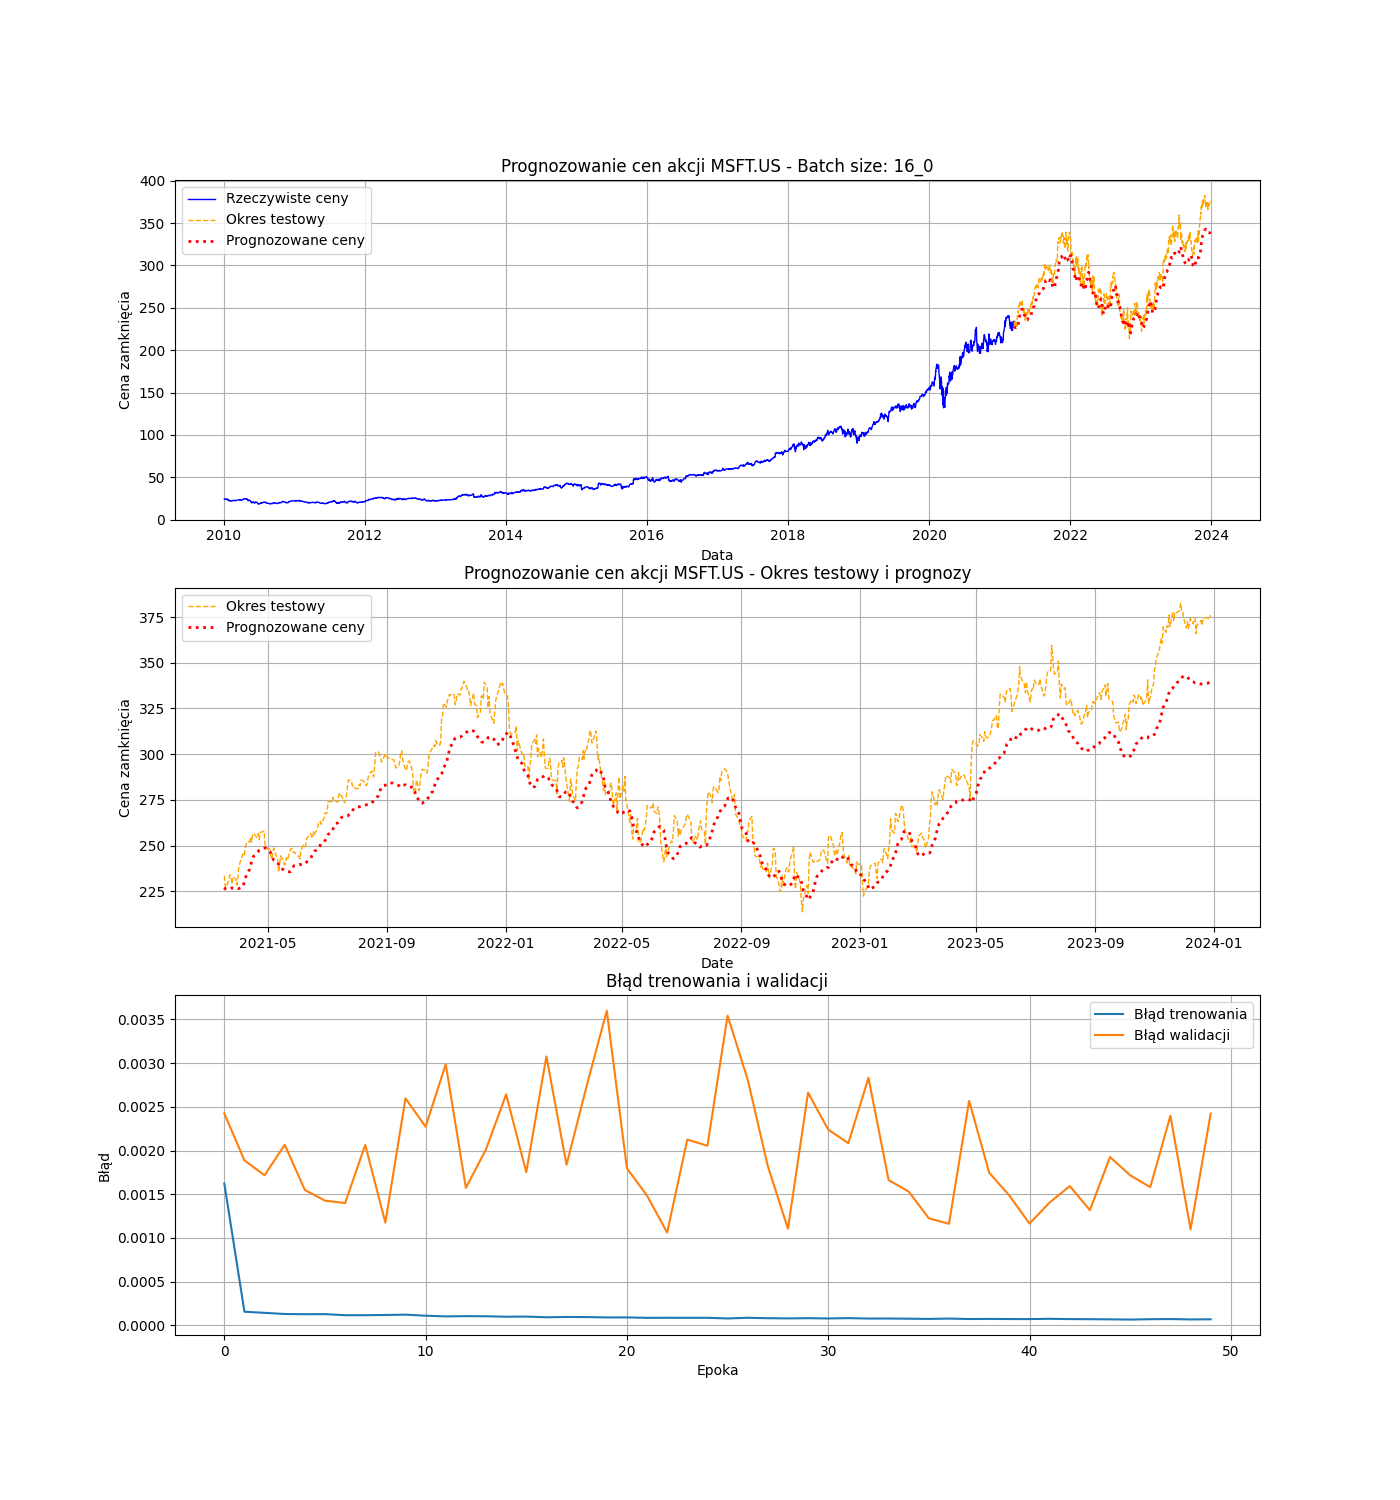 Prognozowanie cen akcji MSFT.US - Batch size: 16_0
400
350
300
250
200
150
100
50
0
Cena zamknięcia
Rzeczywiste ceny
Okres testowy
Prognozowane ceny
2010 2012 2014 2016 2018 2020 2022 2024
Data
Prognozowanie cen akcji MSFT.US - Okres testowy i prognozy
375
350
325
300
275
250
225
Cena zamknięcia
Okres testowy
Prognozowane ceny
2021-05 2021-09 2022-01 2022-05 2022-09 2023-01 2023-05 2023-09 2024-01
Date
Błąd trenowania i walidacji
0.0035
0.0030
0.0025
0.0020
0.0015
0.0010
0.0005
0.0000
Błąd
Błąd trenowania
Błąd walidacji
0 10 20 30 40 50
Epoka